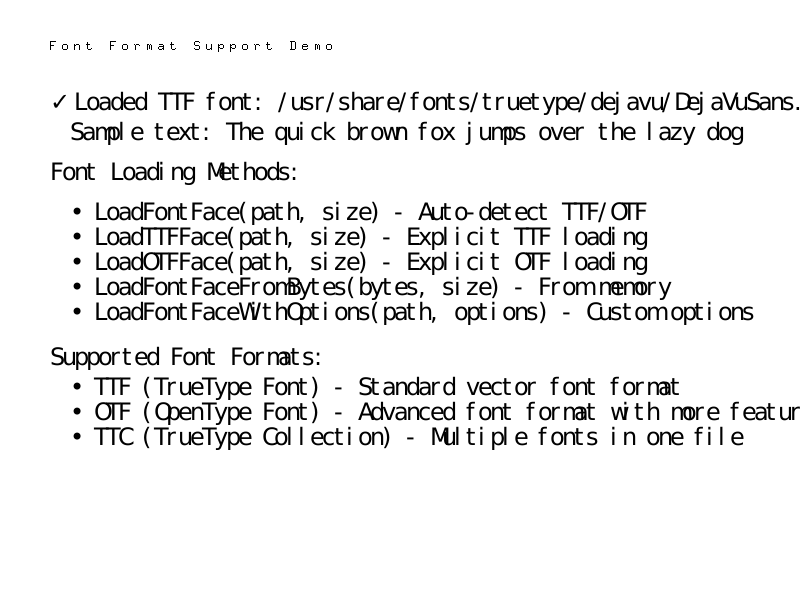 Font Format Support Demo
✓ Loaded TTF font: /usr/share/fonts/truetype/dejavu/DejaVuSans.
Sample text: The quick brown fox jumps over the lazy dog
Font Loading Methods:
• LoadFontFace(path, size) - Auto-detect TTF/OTF
• LoadTTFFace(path, size) - Explicit TTF loading
• LoadOTFFace(path, size) - Explicit OTF loading
• LoadFontFaceFromBytes(bytes, size) - From memory
• LoadFontFaceWithOptions(path, options) - Custom options
Supported Font Formats:
• TTF (TrueType Font) - Standard vector font format
• OTF (OpenType Font) - Advanced font format with more featur
• TTC (TrueType Collection) - Multiple fonts in one file